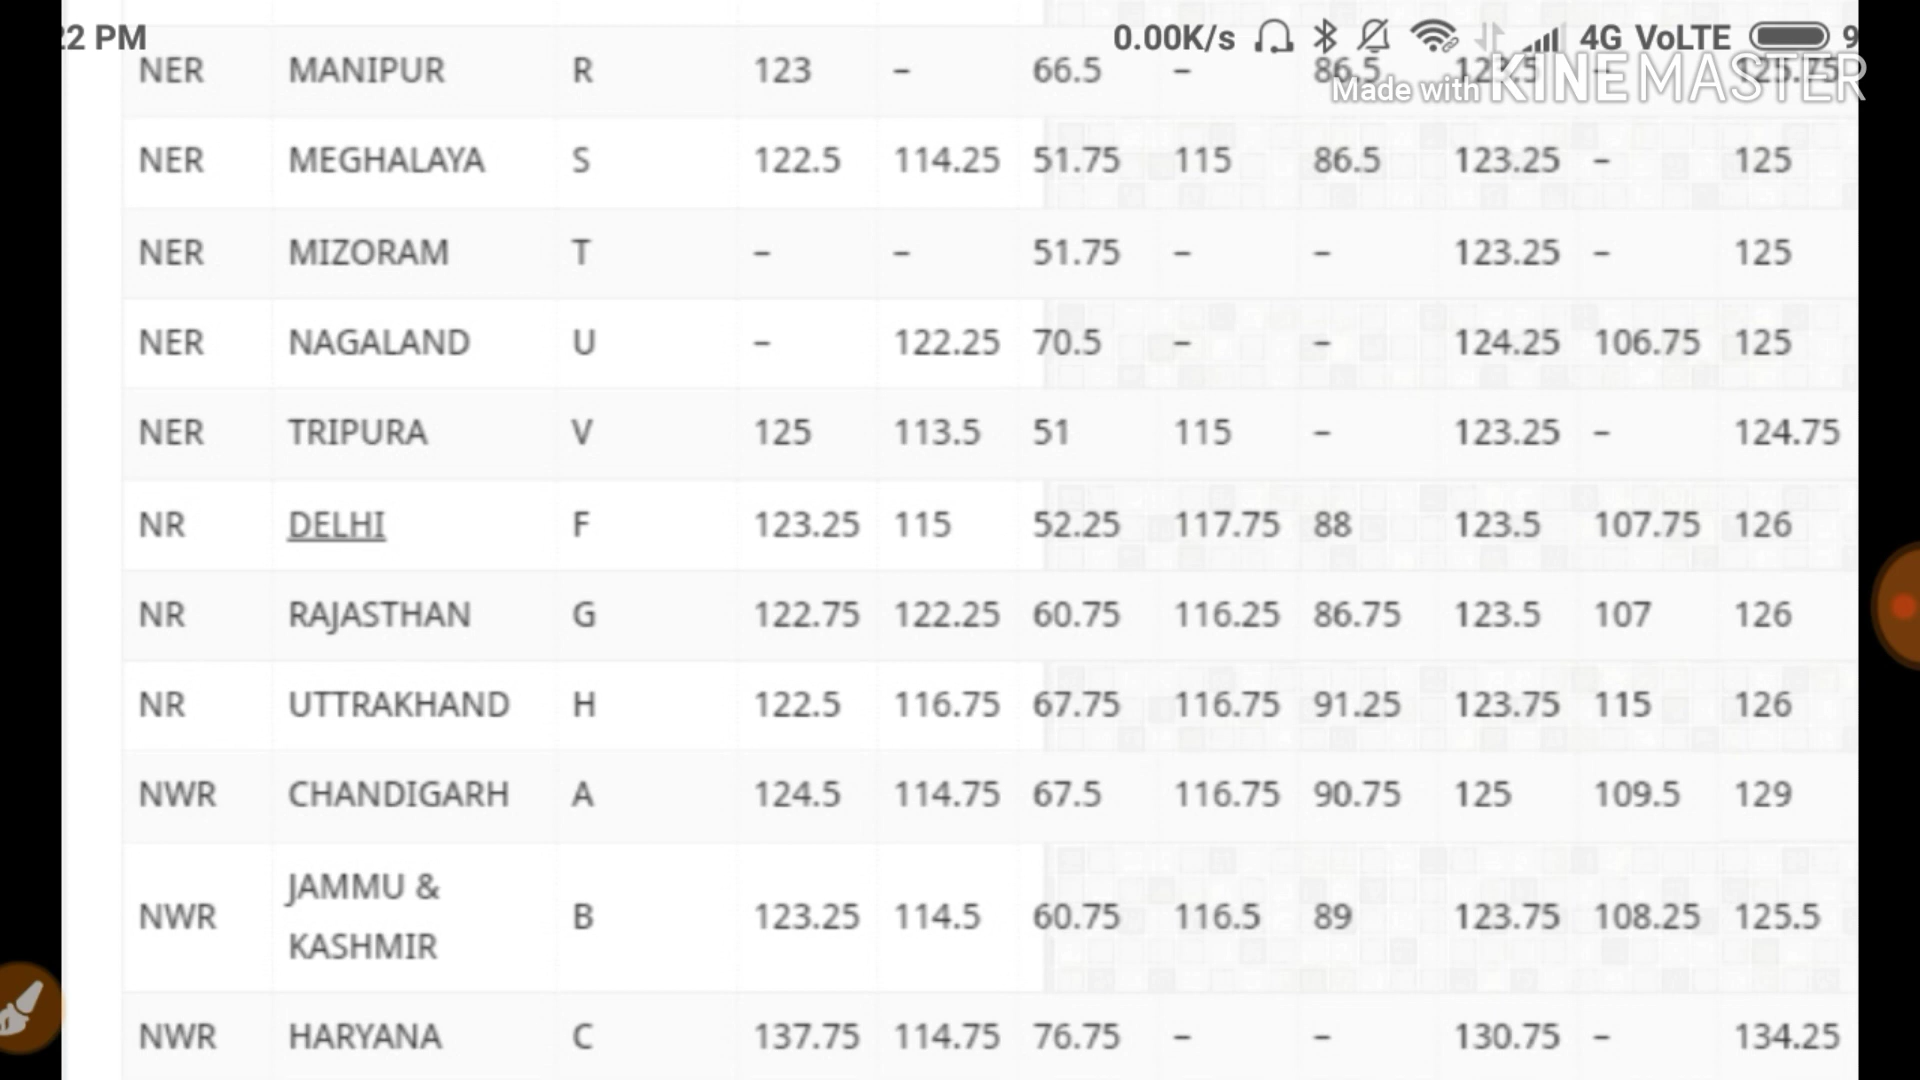 22 PM 0.00K/s 4G VoLTE 9
Made with KINEMASTER
NER MANIPUR R 123 – 66.5 – 86.5 123.5 – 125.75
NER MEGHALAYA S 122.5 114.25 51.75 115 86.5 123.25 – 125
NER MIZORAM T – – 51.75 – – 123.25 – 125
NER NAGALAND U – 122.25 70.5 – – 124.25 106.75 125
NER TRIPURA V 125 113.5 51 115 – 123.25 – 124.75
NR DELHI F 123.25 115 52.25 117.75 88 123.5 107.75 126
NR RAJASTHAN G 122.75 122.25 60.75 116.25 86.75 123.5 107 126
NR UTTRAKHAND H 122.5 116.75 67.75 116.75 91.25 123.75 115 126
NWR CHANDIGARH A 124.5 114.75 67.5 116.75 90.75 125 109.5 129
NWR JAMMU &
KASHMIR B 123.25 114.5 60.75 116.5 89 123.75 108.25 125.5
NWR HARYANA C 137.75 114.75 76.75 – – 130.75 – 134.25